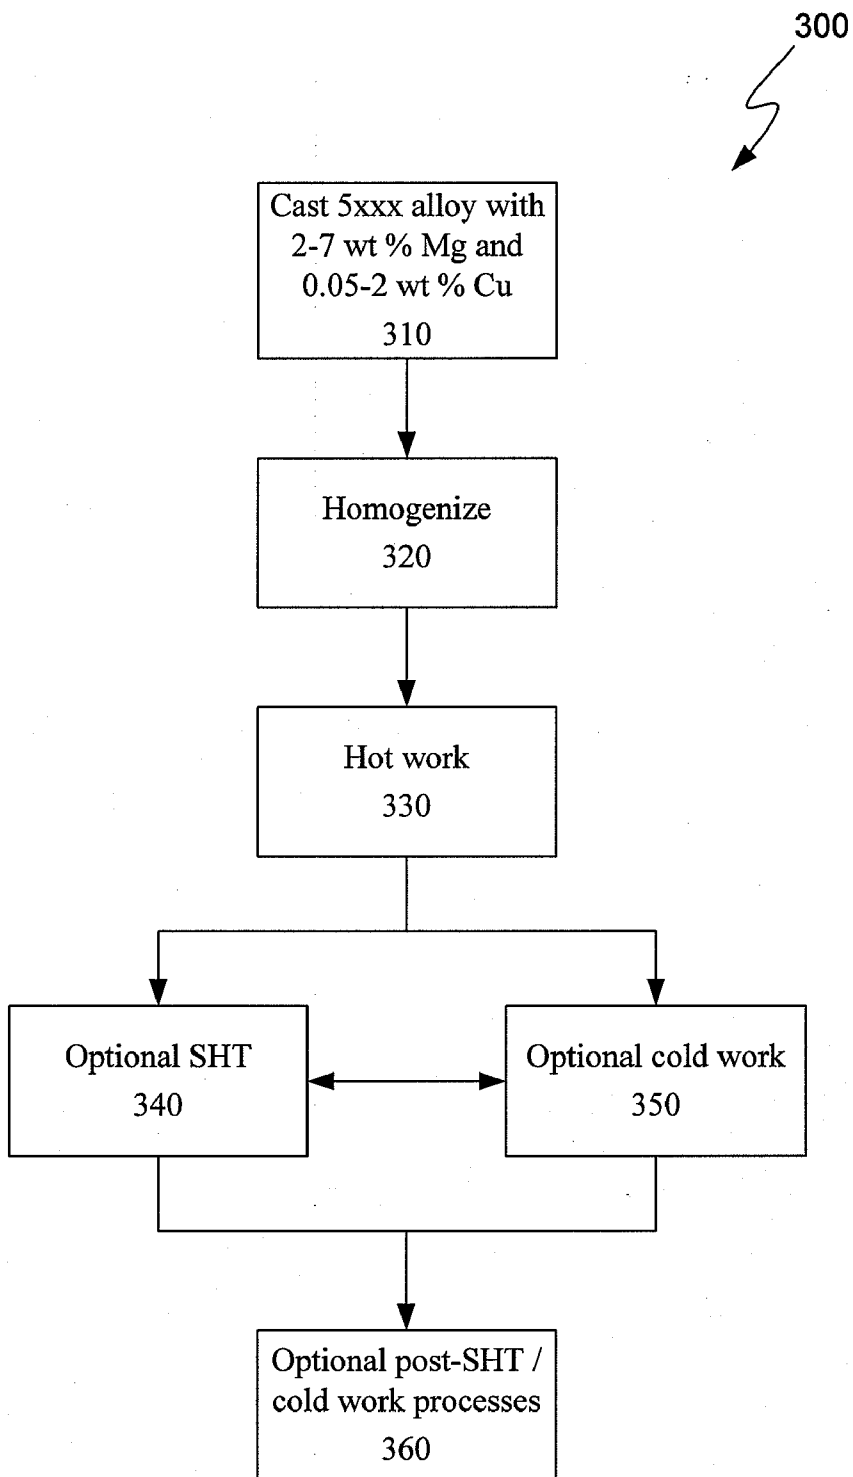 300
Cast 5xxx alloy with
2-7 wt % Mg and
0.05-2 wt % Cu
310
Homogenize
320
Hot work
330
Optional SHT
340
Optional cold work
350
Optional post-SHT /
cold work processes
360